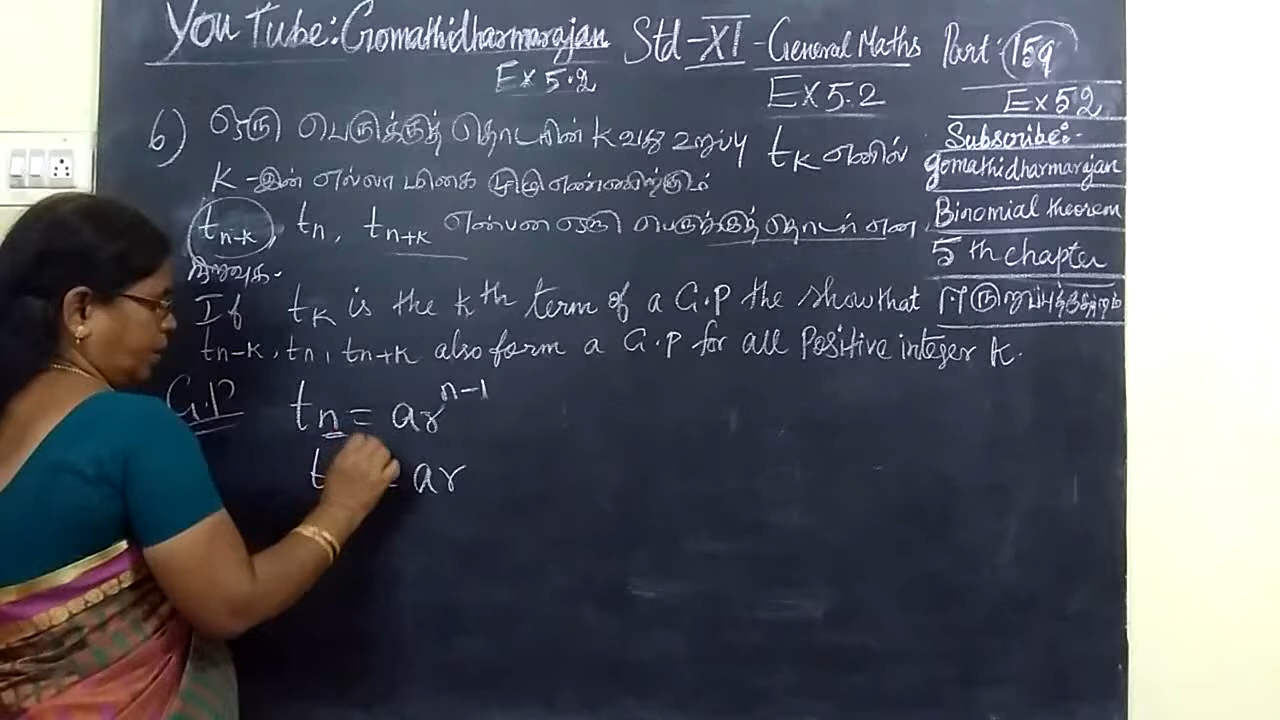 You Tube: Gomathidharmarajan Std-XI-General Maths Part: 159
Ex 5.2 Ex 5.2 Ex 5.2
6) ஒரு பெருக்குத் தொடரின் k வது உறுப்பு tk எனில்
k-இன் எல்லா மிகை முழு எண்களிற்கும்
tn-k, tn, tn+k என்பன ஒரு பெருக்குத் தொடர் என
நிறுவுக.
If tk is the kth term of a G.P the show that
tn-k, tn, tn+k also form a G.P for all Positive integer k.
G.P tn = ar^n-1
t = ar
Subscribe:-
gomathidharmarajan
Binomial theorem
5th chapter